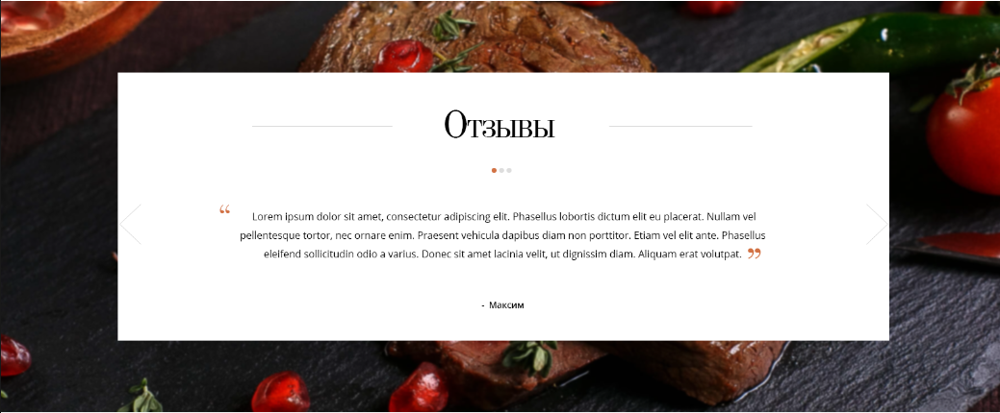 Отзывы
“ Lorem ipsum dolor sit amet, consectetur adipiscing elit. Phasellus lobortis dictum elit eu placerat. Nullam vel
pellentesque tortor, nec ornare enim. Praesent vehicula dapibus diam non porttitor. Etiam vel elit ante. Phasellus
eleifend sollicitudin odio a varius. Donec sit amet lacinia velit, ut dignissim diam. Aliquam erat volutpat. ”
- Максим